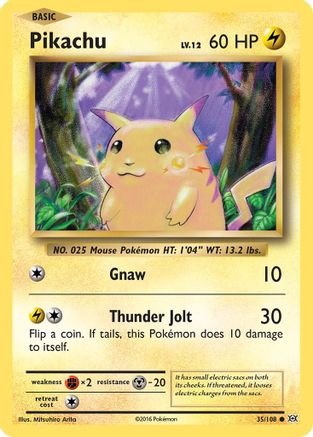 BASIC
Pikachu LV.12 60 HP
NO. 025 Mouse Pokémon HT: 1'04" WT: 13.2 lbs.
Gnaw 10
Thunder Jolt 30
Flip a coin. If tails, this Pokémon does 10 damage
to itself.
weakness ×2 resistance -20
retreat
cost
It has small electric sacs on both
its cheeks. If threatened, it looses
electric charges from the sacs.
Illus. Mitsuhiro Arita ©2016 Pokémon 35/108 ● XY